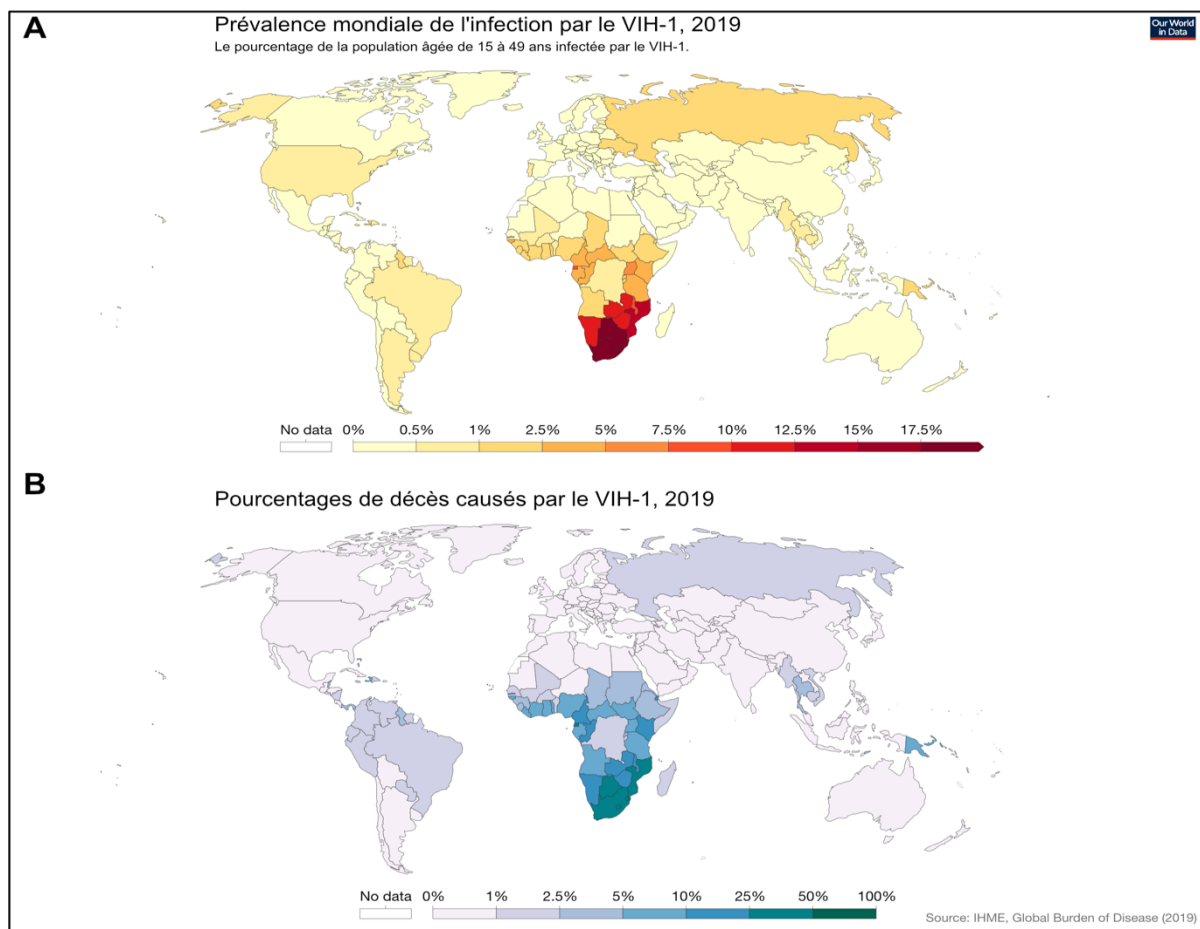 A
Prévalence mondiale de l'infection par le VIH-1, 2019
Le pourcentage de la population âgée de 15 à 49 ans infectée par le VIH-1.
Our World
in Data
No data 0% 0.5% 1% 2.5% 5% 7.5% 10% 12.5% 15% 17.5%
B
Pourcentages de décès causés par le VIH-1, 2019
No data 0% 1% 2.5% 5% 10% 25% 50% 100%
Source: IHME, Global Burden of Disease (2019)